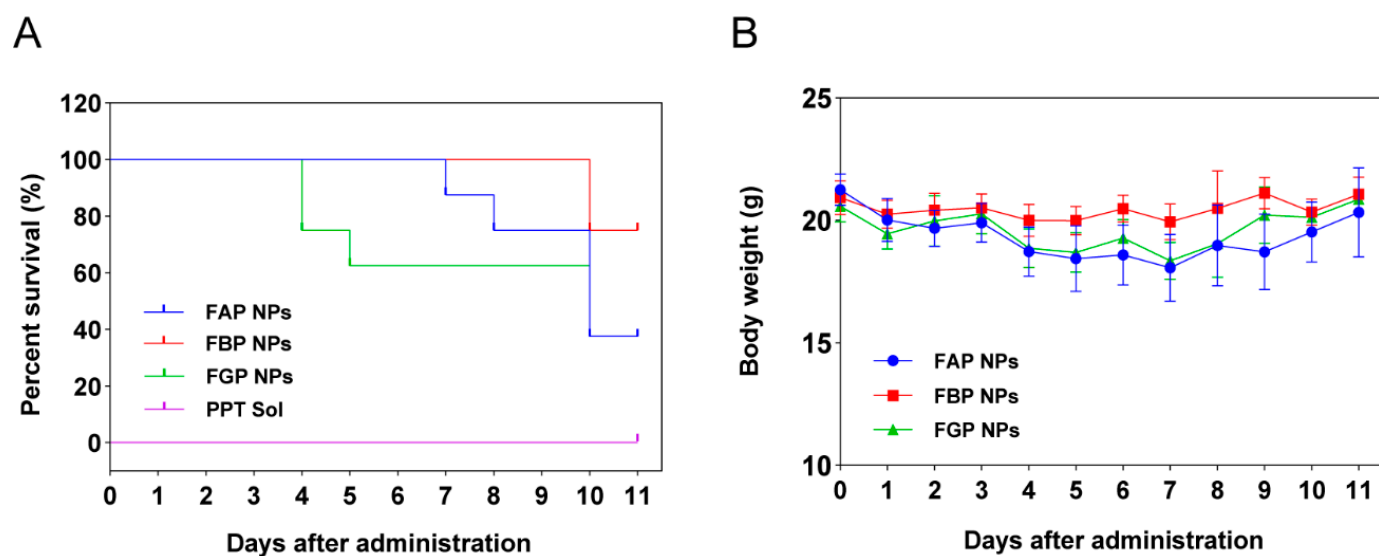 A
Percent survival (%)
120
100
80
60
40
20
0
FAP NPs
FBP NPs
FGP NPs
PPT Sol
0 1 2 3 4 5 6 7 8 9 10 11
Days after administration
B
Body weight (g)
25
20
15
10
FAP NPs
FBP NPs
FGP NPs
0 1 2 3 4 5 6 7 8 9 10 11
Days after administration